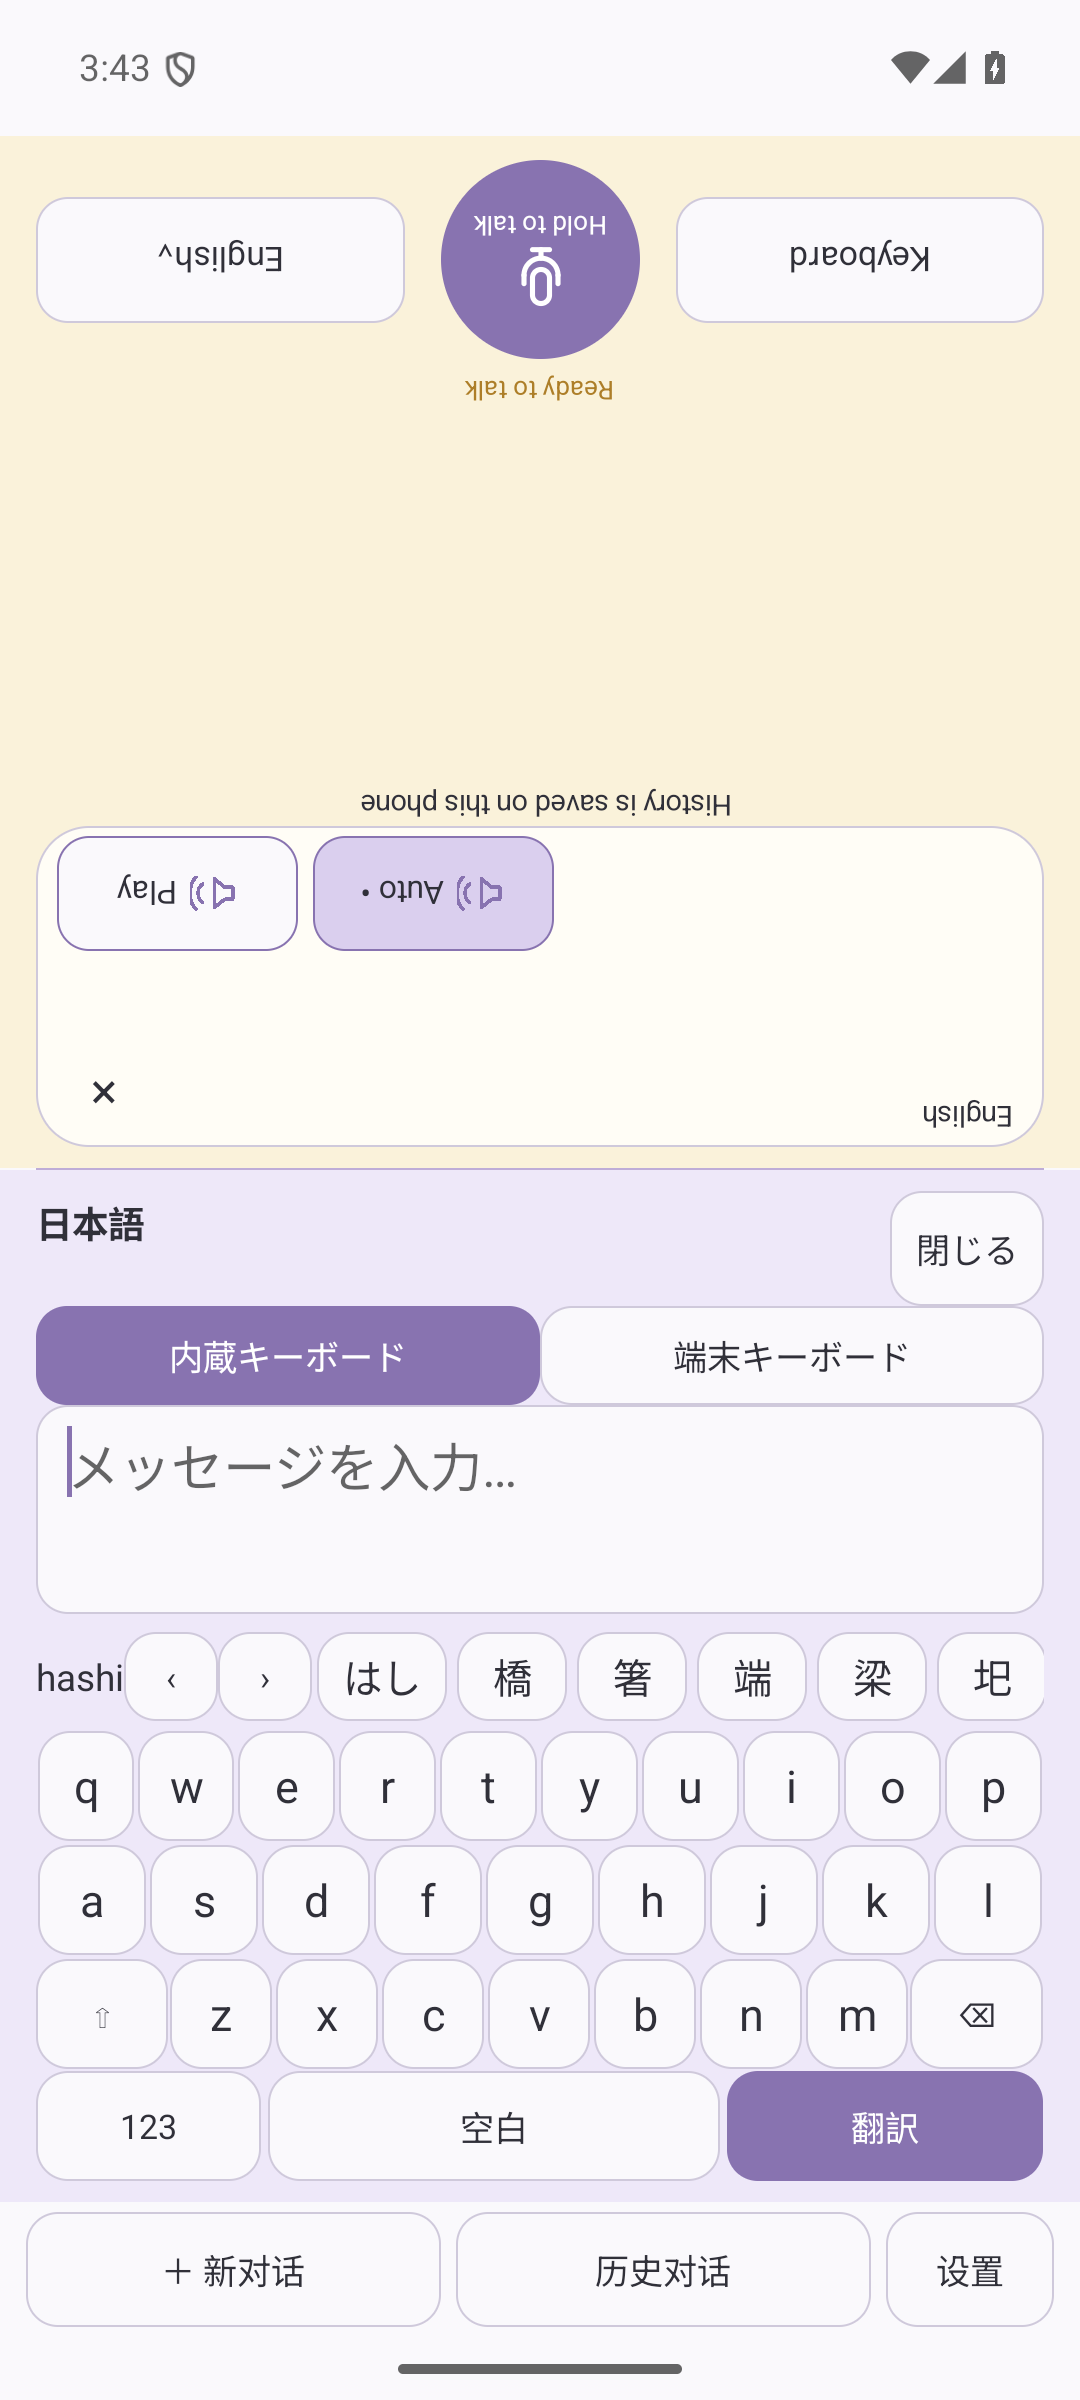 3:43
English^
Hold to talk
Keyboard
Ready to talk
History is saved on this phone
Play
Auto •
×
English
日本語
閉じる
内蔵キーボード
端末キーボード
メッセージを入力...
hashi ‹ › はし 橋 箸 端 梁 圯
q w e r t y u i o p
a s d f g h j k l
⇧ z x c v b n m ⌫
123 空白 翻訳
＋ 新对话
历史对话
设置